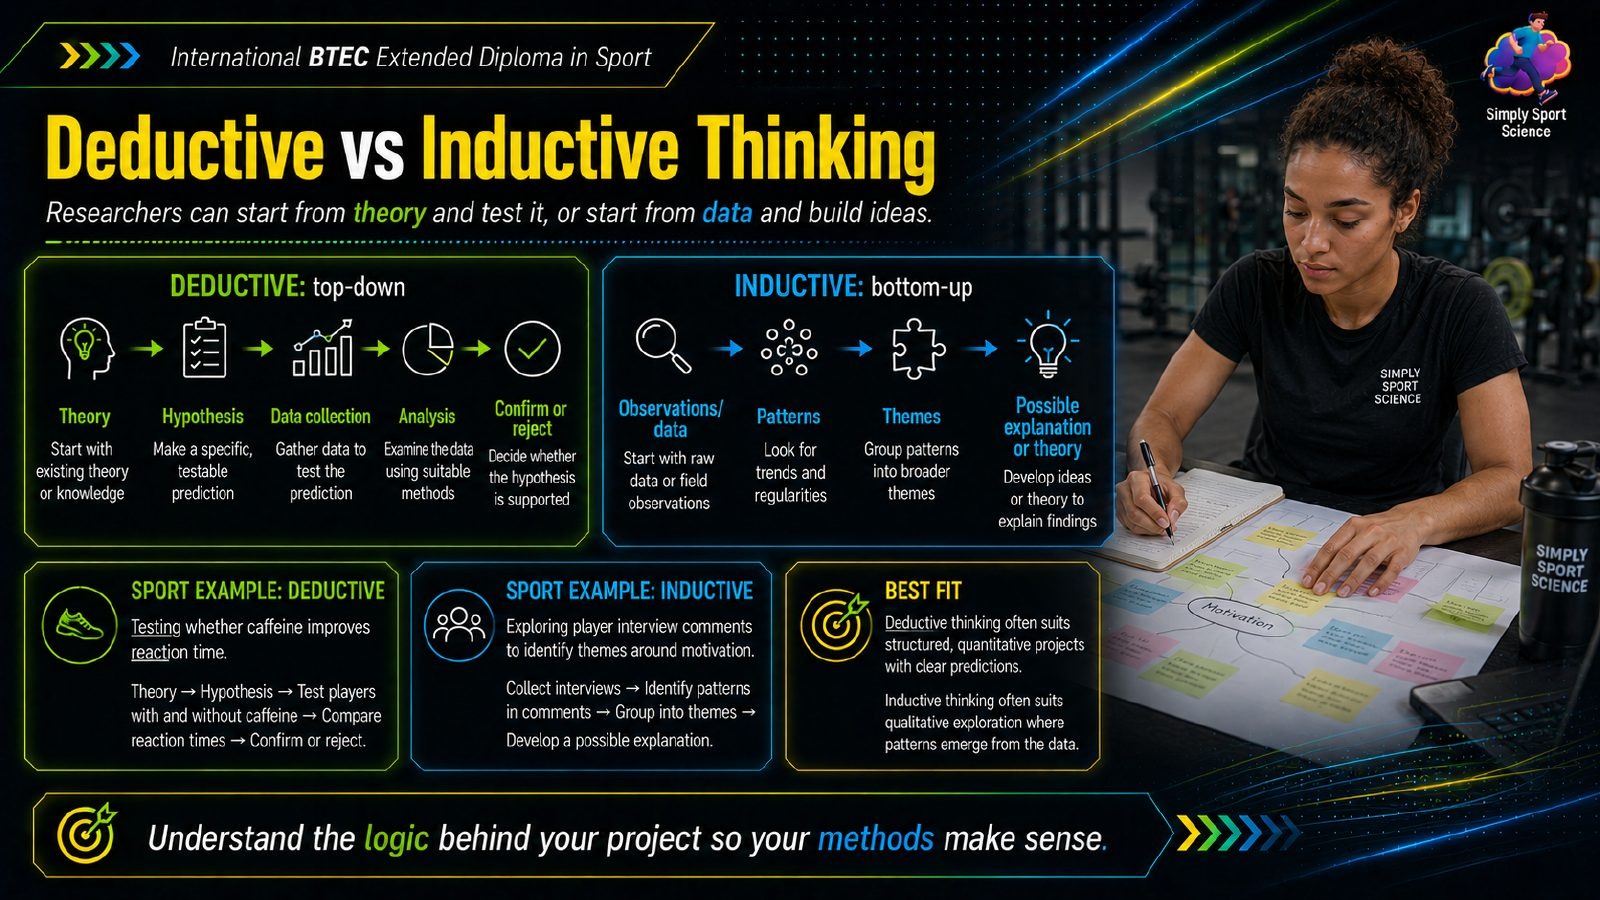 International BTEC Extended Diploma in Sport
Simply Sport
Science
Deductive vs Inductive Thinking
Researchers can start from theory and test it, or start from data and build ideas.
DEDUCTIVE: top-down
Theory
Start with
existing theory
or knowledge
Hypothesis
Make a specific,
testable
prediction
Data collection
Gather data to
test the
prediction
Analysis
Examine the data
using suitable
methods
Confirm or
reject
Decide whether
the hypothesis
is supported
INDUCTIVE: bottom-up
Observations/
data
Start with raw
data or field
observations
Patterns
Look for
trends and
regularities
Themes
Group patterns
into broader
themes
Possible
explanation
or theory
Develop ideas
or theory to
explain findings
SIMPLY
SPORT
SCIENCE
SIMPLY
SPORT
SCIENCE
Motivation
SPORT EXAMPLE: DEDUCTIVE
Testing whether caffeine improves
reaction time.
Theory → Hypothesis → Test players
with and without caffeine → Compare
reaction times → Confirm or reject.
SPORT EXAMPLE: INDUCTIVE
Exploring player interview comments
to identify themes around motivation.
Collect interviews → Identify patterns
in comments → Group into themes →
Develop a possible explanation.
BEST FIT
Deductive thinking often suits
structured, quantitative projects
with clear predictions.
Inductive thinking often suits
qualitative exploration where
patterns emerge from the data.
Understand the logic behind your project so your methods make sense.